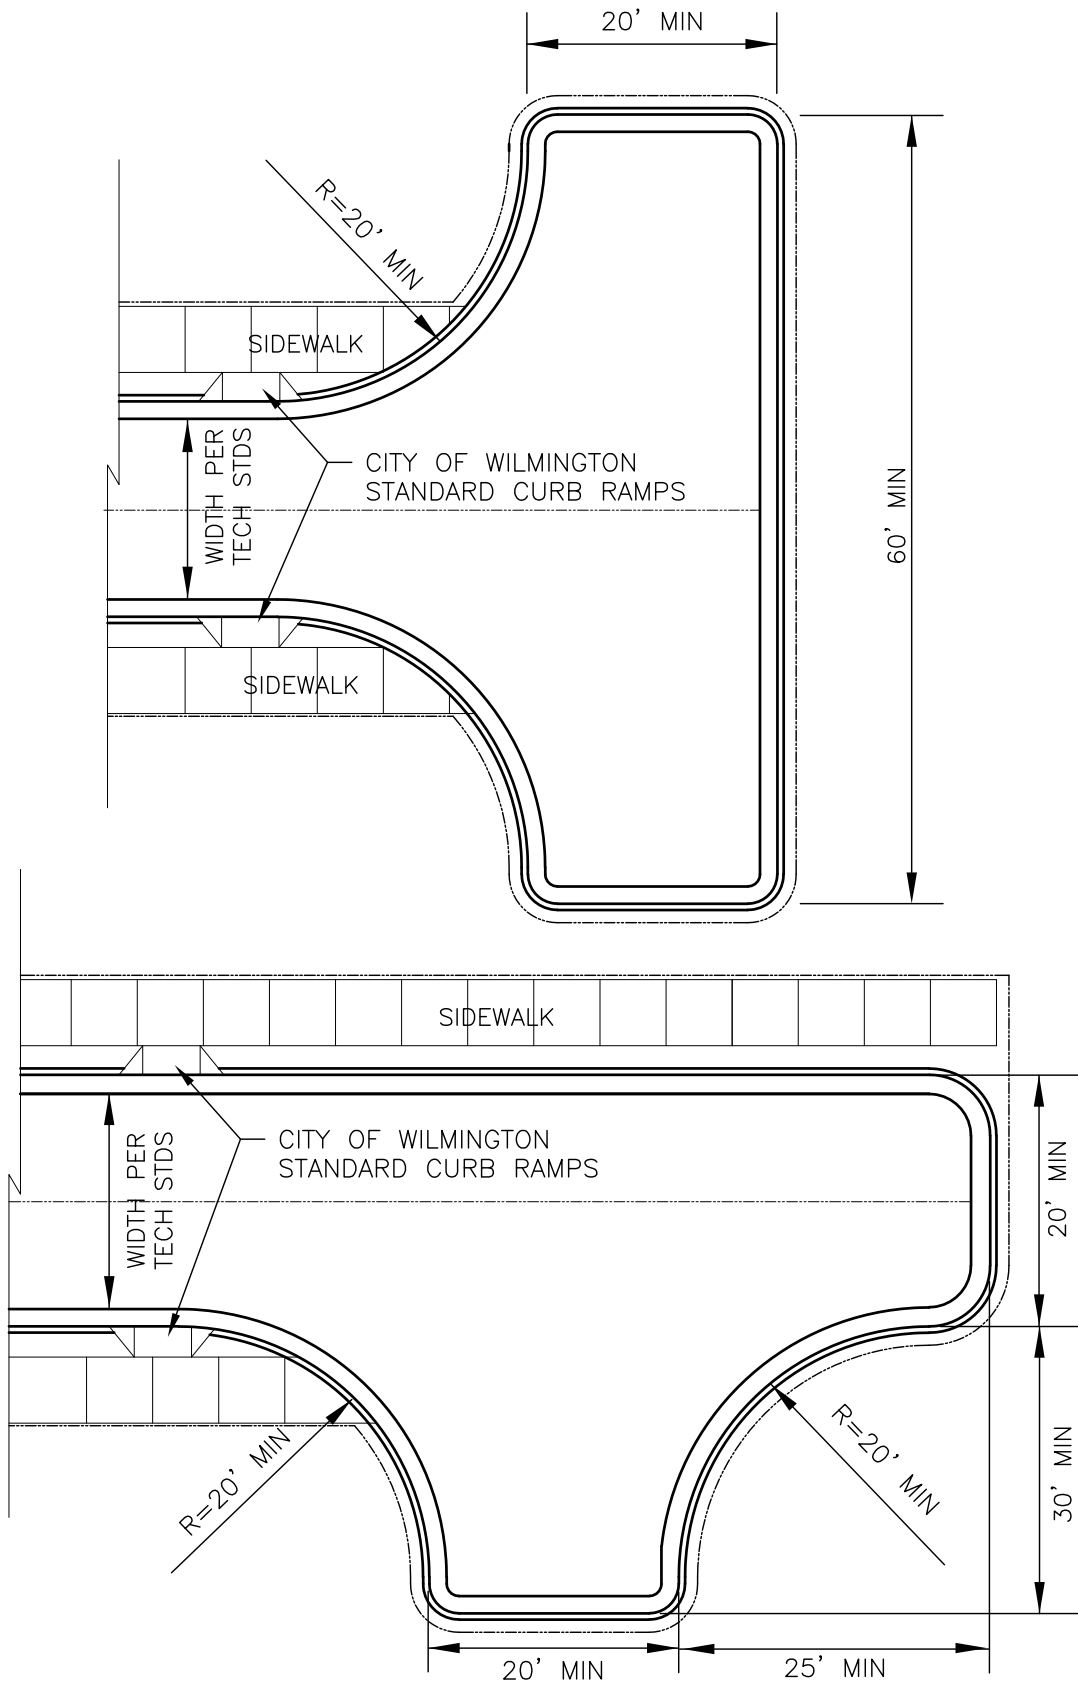 20' MIN
R=20' MIN
SIDEWALK
WIDTH PER
TECH STDS
CITY OF WILMINGTON
STANDARD CURB RAMPS
60' MIN
SIDEWALK
SIDEWALK
CITY OF WILMINGTON
STANDARD CURB RAMPS
WIDTH PER
TECH STDS
20' MIN
R=20' MIN
R=20' MIN
30' MIN
20' MIN
25' MIN